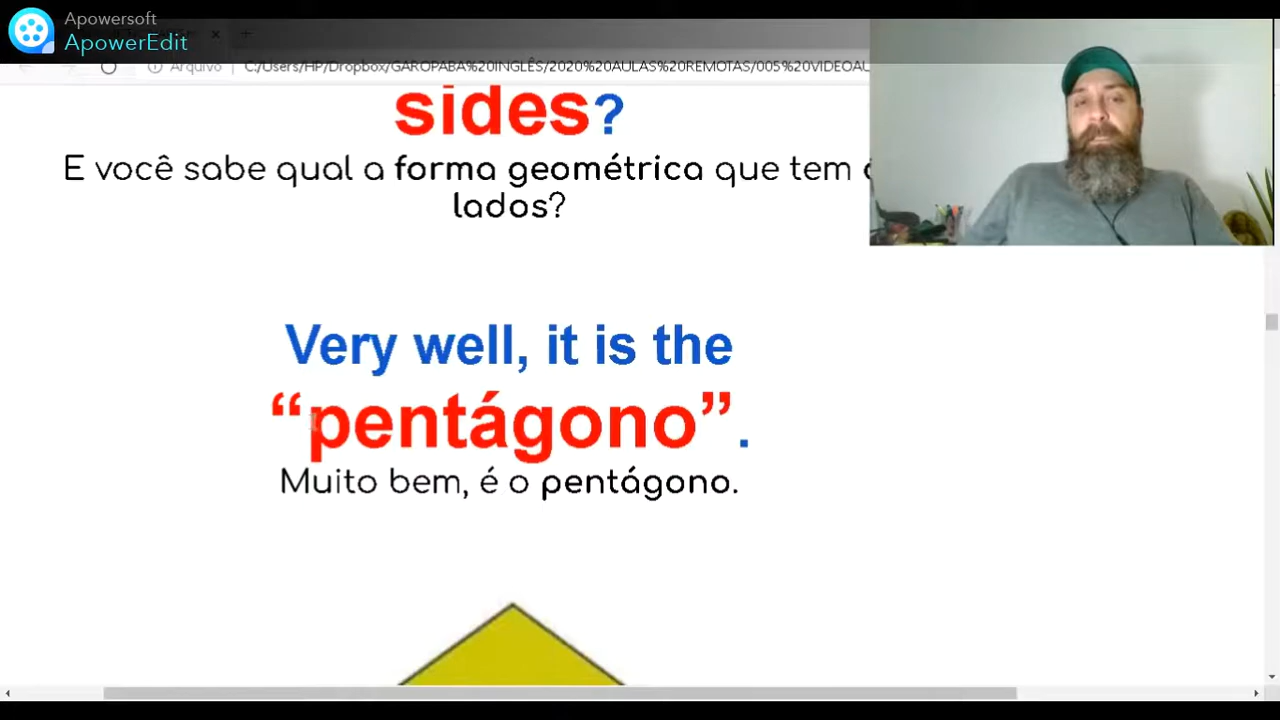 Apowersoft
ApowerEdit
Arquivo C:/Users/HP/Dropbox/GAROPABA%20INGLÊS/2020%20AULAS%20REMOTAS/005%20VIDEOAU
sides?
E você sabe qual a forma geométrica que tem
lados?
Very well, it is the
“pentágono”.
Muito bem, é o pentágono.